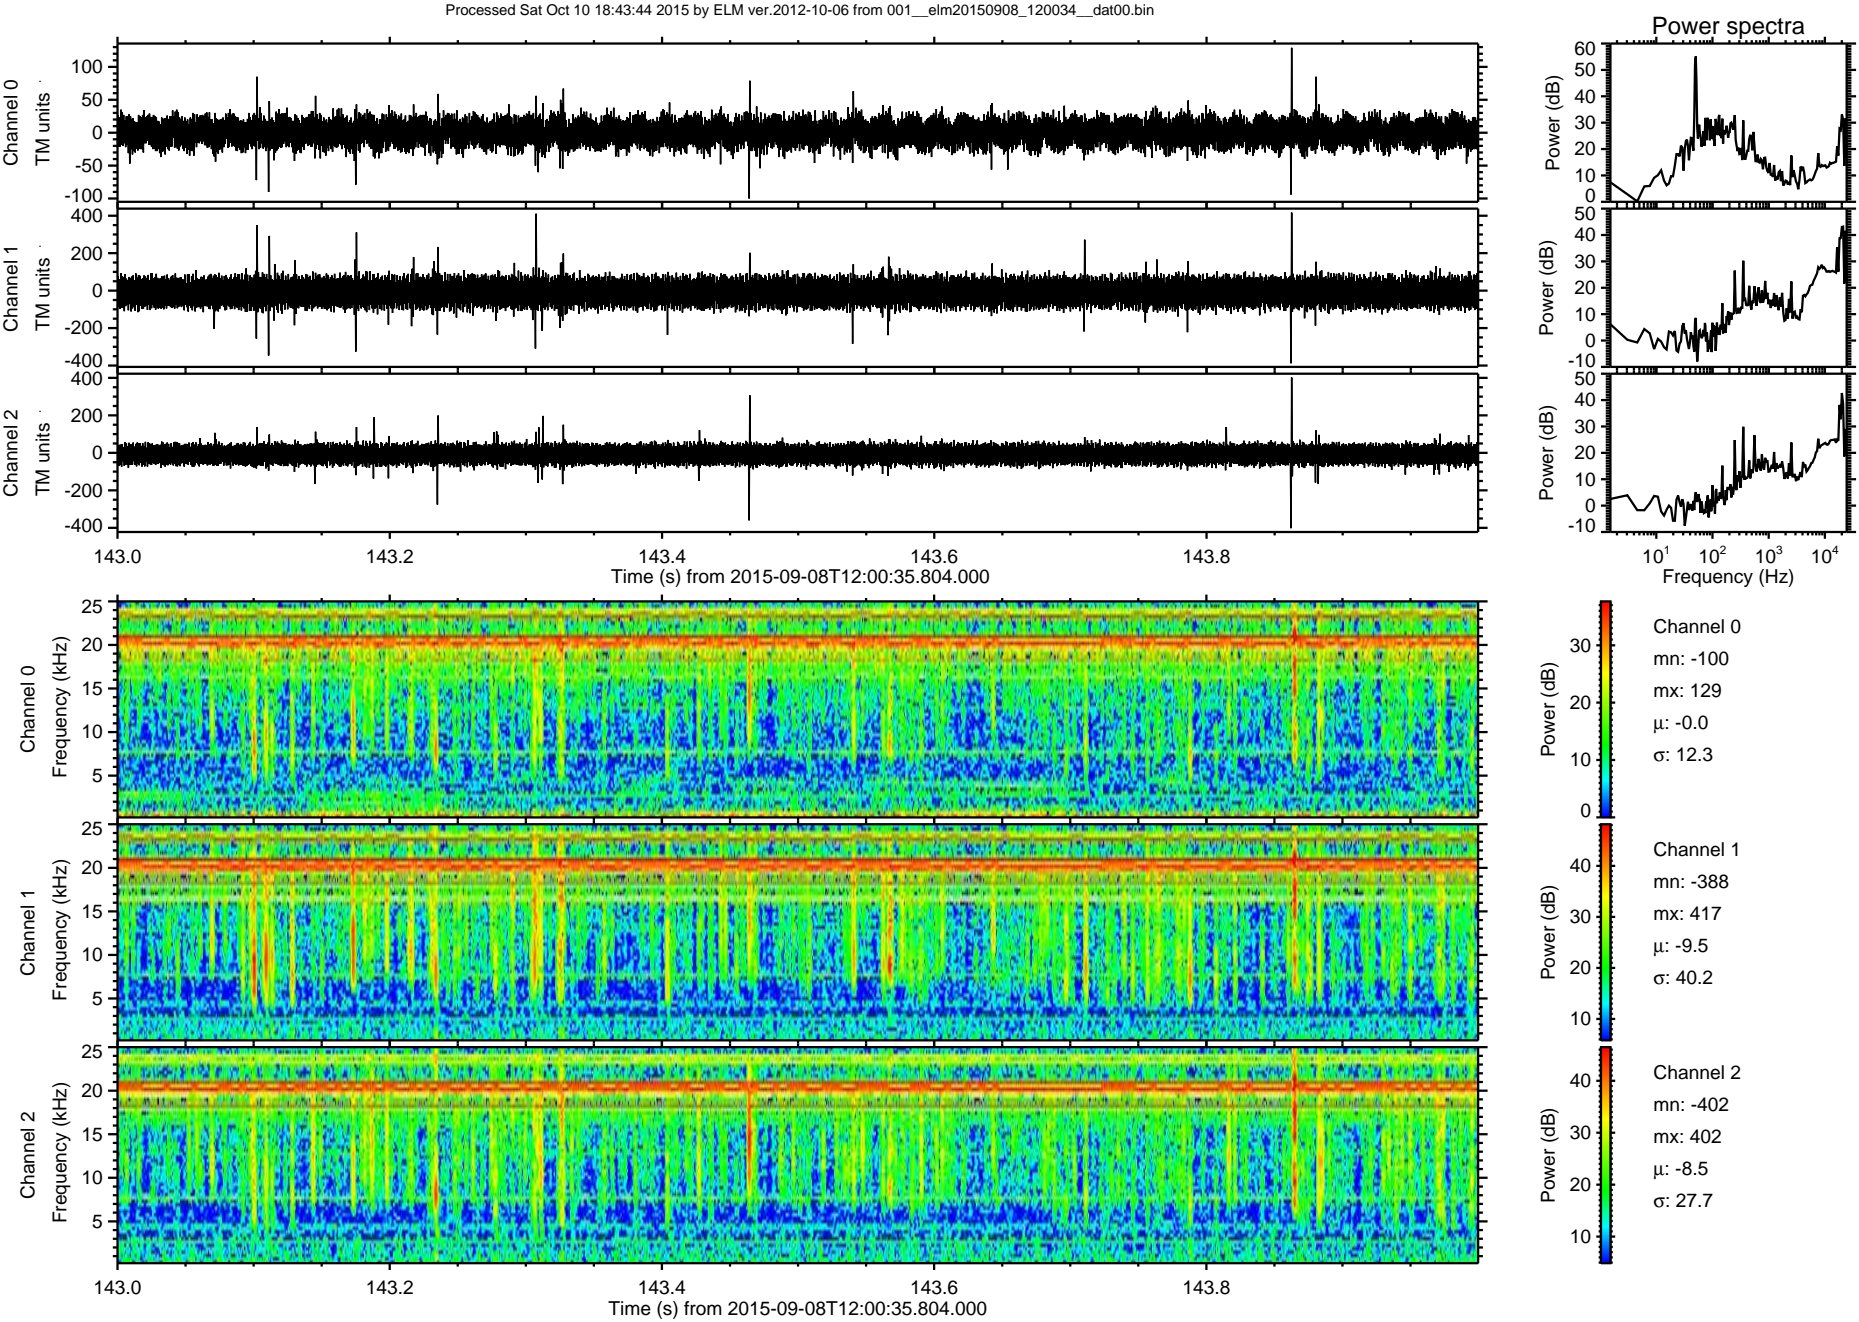 Processed Sat Oct 10 18:43:44 2015 by ELM ver.2012-10-06 from 001__elm20150908_120034__dat00.bin
Power spectra
Channel 0
TM units
100
50
0
-50
-100
Power (dB)
60
50
40
30
20
10
0
Channel 1
TM units
400
200
0
-200
-400
Power (dB)
50
40
30
20
10
0
-10
Channel 2
TM units
400
200
0
-200
-400
Power (dB)
50
40
30
20
10
0
-10
143.0 143.2 143.4 143.6 143.8
Time (s) from 2015-09-08T12:00:35.804.000
10¹ 10² 10³ 10⁴
Frequency (Hz)
Channel 0
Frequency (kHz)
25
20
15
10
5
Power (dB)
30
20
10
0
Channel 0
mn: -100
mx: 129
μ: -0.0
σ: 12.3
Channel 1
Frequency (kHz)
25
20
15
10
5
Power (dB)
40
30
20
10
Channel 1
mn: -388
mx: 417
μ: -9.5
σ: 40.2
Channel 2
Frequency (kHz)
25
20
15
10
5
Power (dB)
40
30
20
10
Channel 2
mn: -402
mx: 402
μ: -8.5
σ: 27.7
143.0 143.2 143.4 143.6 143.8
Time (s) from 2015-09-08T12:00:35.804.000